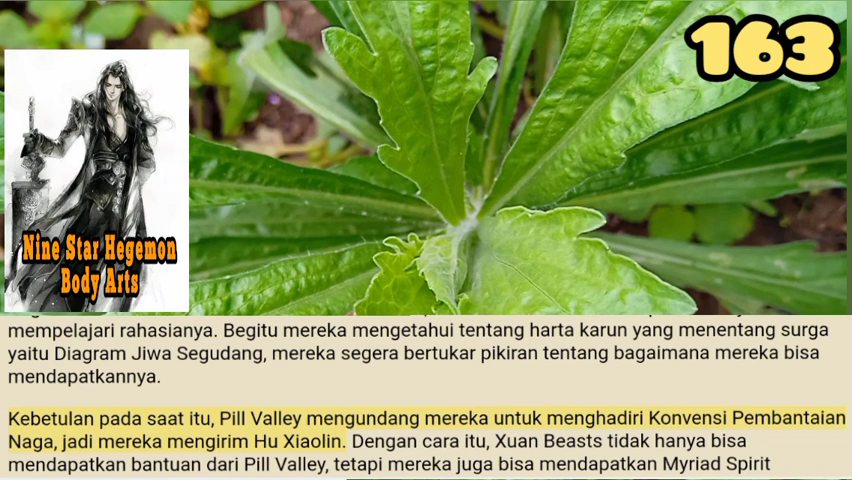 163
Nine Star Hegemon
Body Arts
mempelajari rahasianya. Begitu mereka mengetahui tentang harta karun yang menentang surga
yaitu Diagram Jiwa Segudang, mereka segera bertukar pikiran tentang bagaimana mereka bisa
mendapatkannya.
Kebetulan pada saat itu, Pill Valley mengundang mereka untuk menghadiri Konvensi Pembantaian
Naga, jadi mereka mengirim Hu Xiaolin. Dengan cara itu, Xuan Beasts tidak hanya bisa
mendapatkan bantuan dari Pill Valley, tetapi mereka juga bisa mendapatkan Myriad Spirit